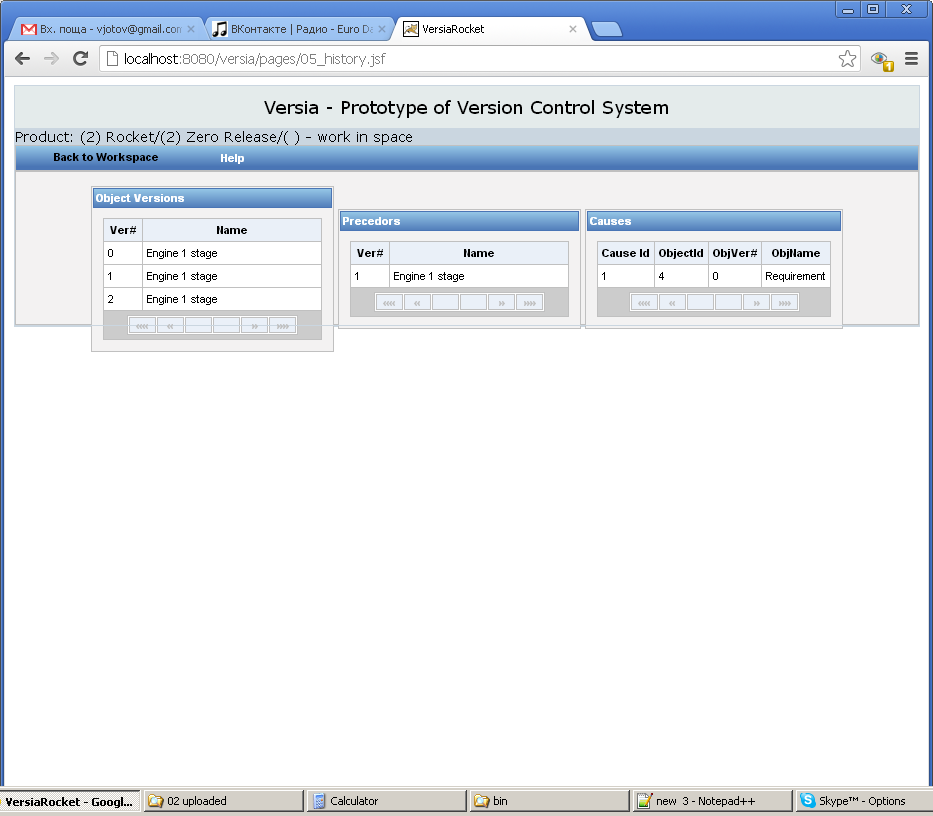 Вх. поща - vjotov@gmail.con
ВКонтакте | Радио - Euro Da
VersiaRocket
localhost:8080/versia/pages/05_history.jsf
1
Versia - Prototype of Version Control System
Product: (2) Rocket/(2) Zero Release/( ) - work in space
Back to Workspace Help
Object Versions
Ver# Name
0 Engine 1 stage
1 Engine 1 stage
2 Engine 1 stage
«« « » »»
Precedors
Ver# Name
1 Engine 1 stage
«« « » »»
Causes
Cause Id ObjectId ObjVer# ObjName
1 4 0 Requirement
«« « » »»
VersiaRocket - Googl...
02 uploaded
Calculator
bin
new 3 - Notepad++
Skype™ - Options